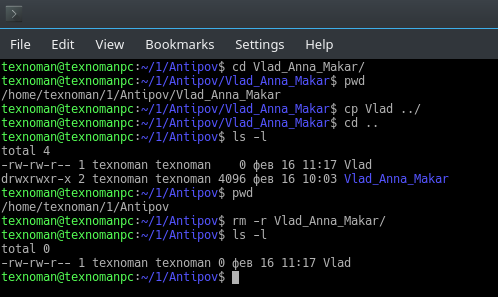 File Edit View Bookmarks Settings Help
texnoman@texnomanpc:~/1/Antipov$ cd Vlad_Anna_Makar/
texnoman@texnomanpc:~/1/Antipov/Vlad_Anna_Makar$ pwd
/home/texnoman/1/Antipov/Vlad_Anna_Makar
texnoman@texnomanpc:~/1/Antipov/Vlad_Anna_Makar$ cp Vlad ../
texnoman@texnomanpc:~/1/Antipov/Vlad_Anna_Makar$ cd ..
texnoman@texnomanpc:~/1/Antipov$ ls -l
total 4
-rw-rw-r-- 1 texnoman texnoman    0 фев 16 11:17 Vlad
drwxrwxr-x 2 texnoman texnoman 4096 фев 16 10:03 Vlad_Anna_Makar
texnoman@texnomanpc:~/1/Antipov$ pwd
/home/texnoman/1/Antipov
texnoman@texnomanpc:~/1/Antipov$ rm -r Vlad_Anna_Makar/
texnoman@texnomanpc:~/1/Antipov$ ls -l
total 0
-rw-rw-r-- 1 texnoman texnoman 0 фев 16 11:17 Vlad
texnoman@texnomanpc:~/1/Antipov$